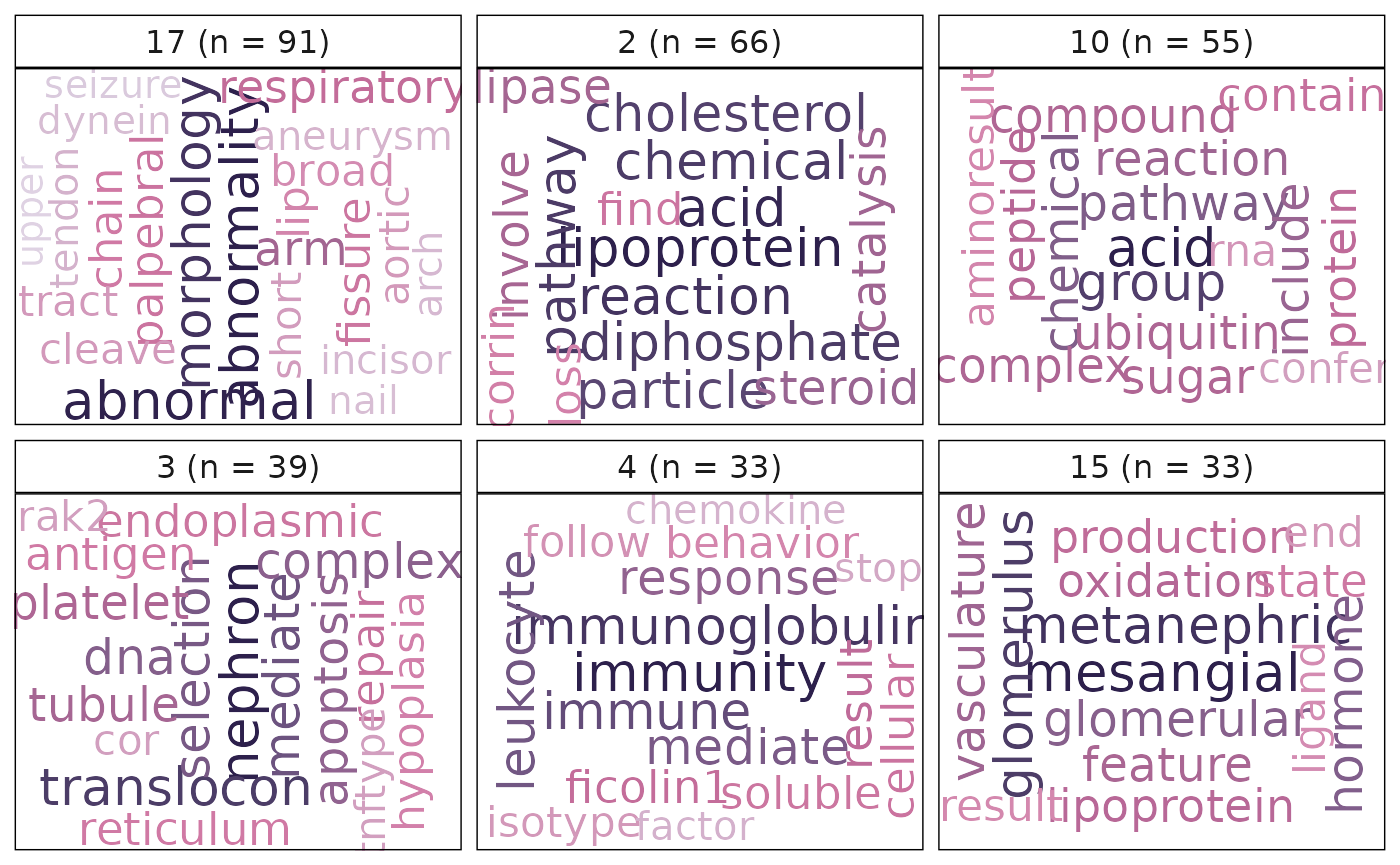 17 (n = 91)
seizure
respiratory
dynein
aneurysm
morphology
abnormality
palpebral
chain
tendon
upper
broad
lip
arm
fissure
aortic
arch
tract
short
cleave
incisor
abnormal
nail
2 (n = 66)
lipase
cholesterol
chemical
pathway
involve
find
acid
catalysis
lipoprotein
reaction
diphosphate
corrin
loss
particle
steroid
10 (n = 55)
aminoresult
contain
compound
peptide
chemical
reaction
pathway
include
protein
acid
rna
group
ubiquitin
complex
sugar
confer
3 (n = 39)
rak2
endoplasmic
antigen
complex
platelet
selection
nephron
mediate
apoptosis
repair
hypoplasia
dna
tubule
cor
translocon
reticulum
4 (n = 33)
chemokine
follow
behavior
leukocyte
response
stop
immunoglobulin
immunity
result
cellular
immune
mediate
ficolin1
soluble
isotype
factor
15 (n = 33)
vasculature
glomerulus
production
end
oxidation
state
metanephric
hormone
mesangial
ligand
glomerular
feature
result
lipoprotein